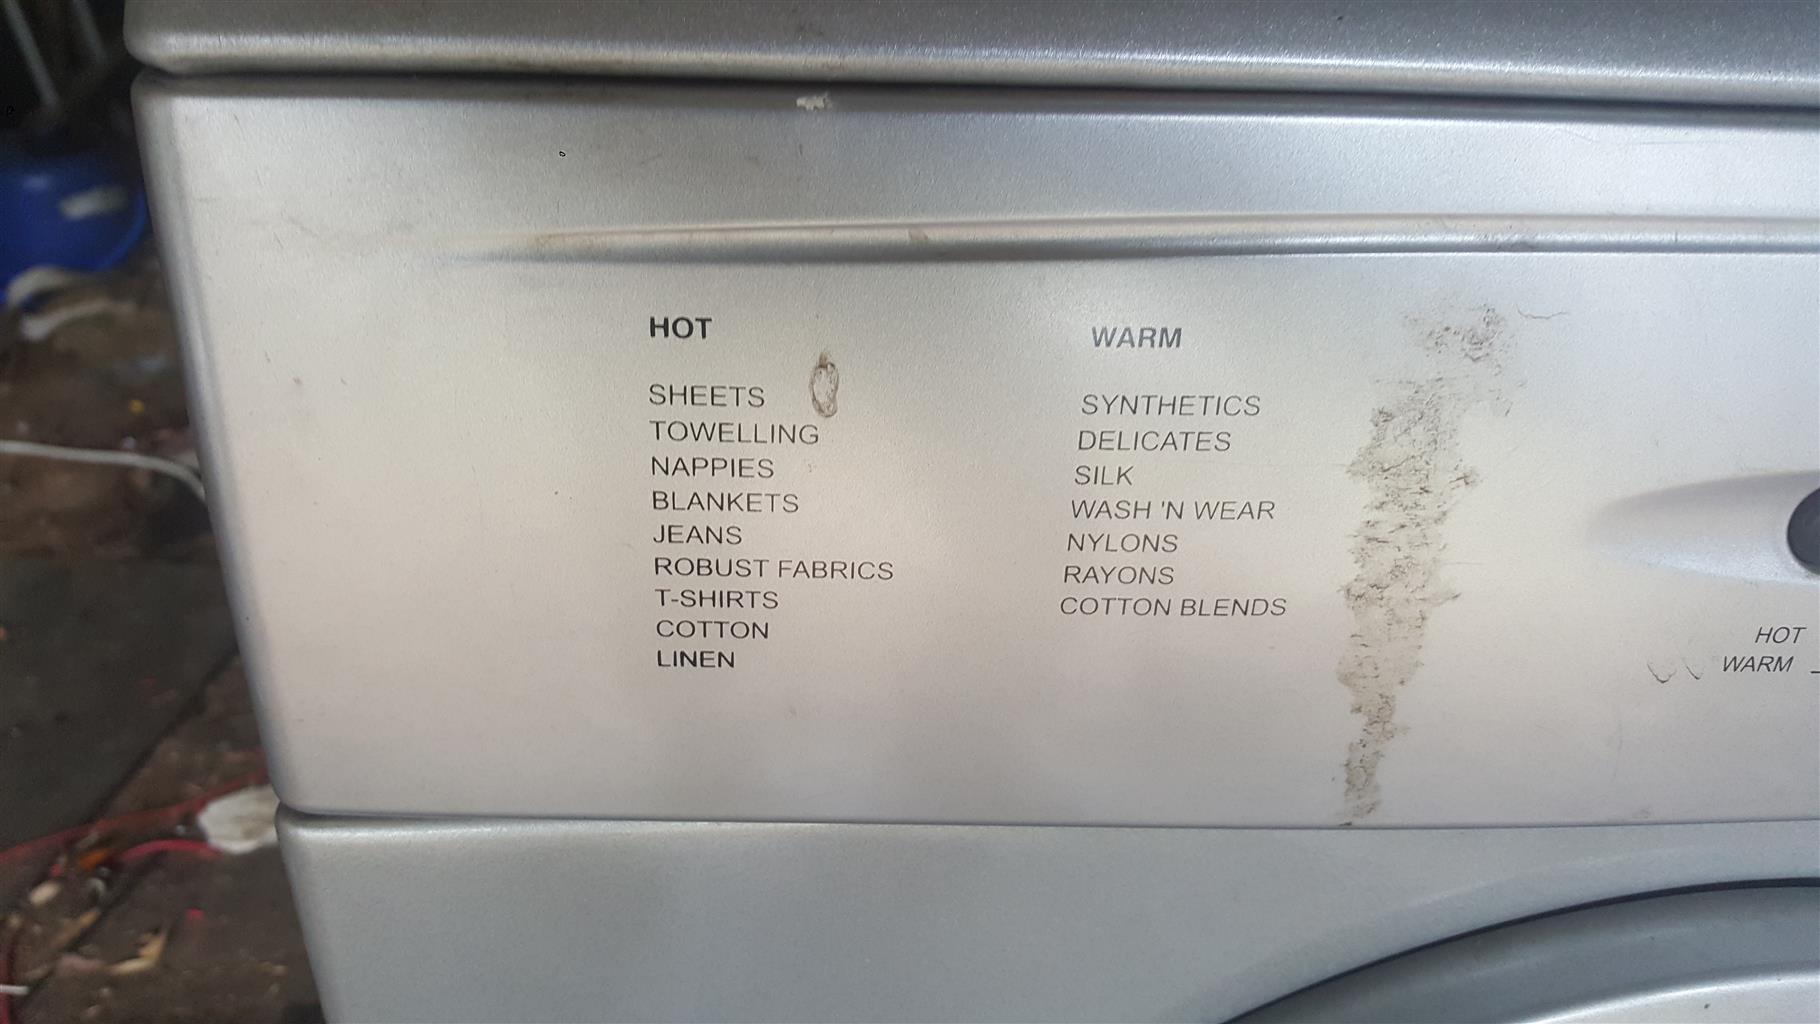 HOT
SHEETS
TOWELLING
NAPPIES
BLANKETS
JEANS
ROBUST FABRICS
T-SHIRTS
COTTON
LINEN
WARM
SYNTHETICS
DELICATES
SILK
WASH 'N WEAR
NYLONS
RAYONS
COTTON BLENDS
HOT
WARM